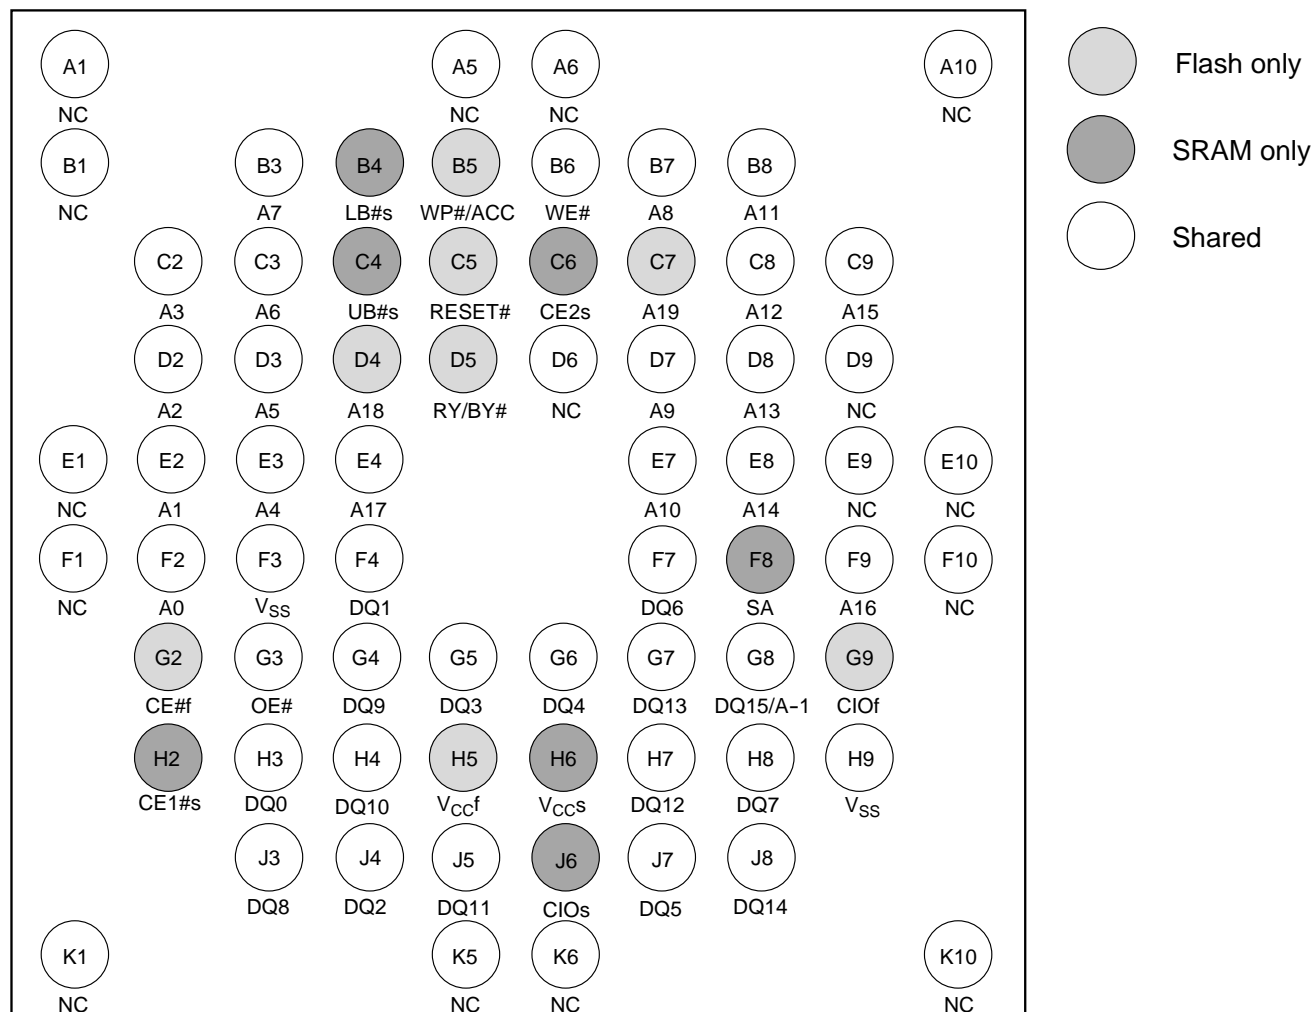 A1 A5 A6 A10 Flash only
NC NC NC NC
B1 B3 B4 B5 B6 B7 B8 SRAM only
NC A7 LB#s WP#/ACC WE# A8 A11
Shared
C2 C3 C4 C5 C6 C7 C8 C9
A3 A6 UB#s RESET# CE2s A19 A12 A15
D2 D3 D4 D5 D6 D7 D8 D9
A2 A5 A18 RY/BY# NC A9 A13 NC
E1 E2 E3 E4 E7 E8 E9 E10
NC A1 A4 A17 A10 A14 NC NC
F1 F2 F3 F4 F7 F8 F9 F10
NC A0 VSS DQ1 DQ6 SA A16 NC
G2 G3 G4 G5 G6 G7 G8 G9
CE#f OE# DQ9 DQ3 DQ4 DQ13 DQ15/A-1 CIOf
H2 H3 H4 H5 H6 H7 H8 H9
CE1#s DQ0 DQ10 VCCf VCCs DQ12 DQ7 VSS
J3 J4 J5 J6 J7 J8
DQ8 DQ2 DQ11 CIOs DQ5 DQ14
K1 K5 K6 K10
NC NC NC NC